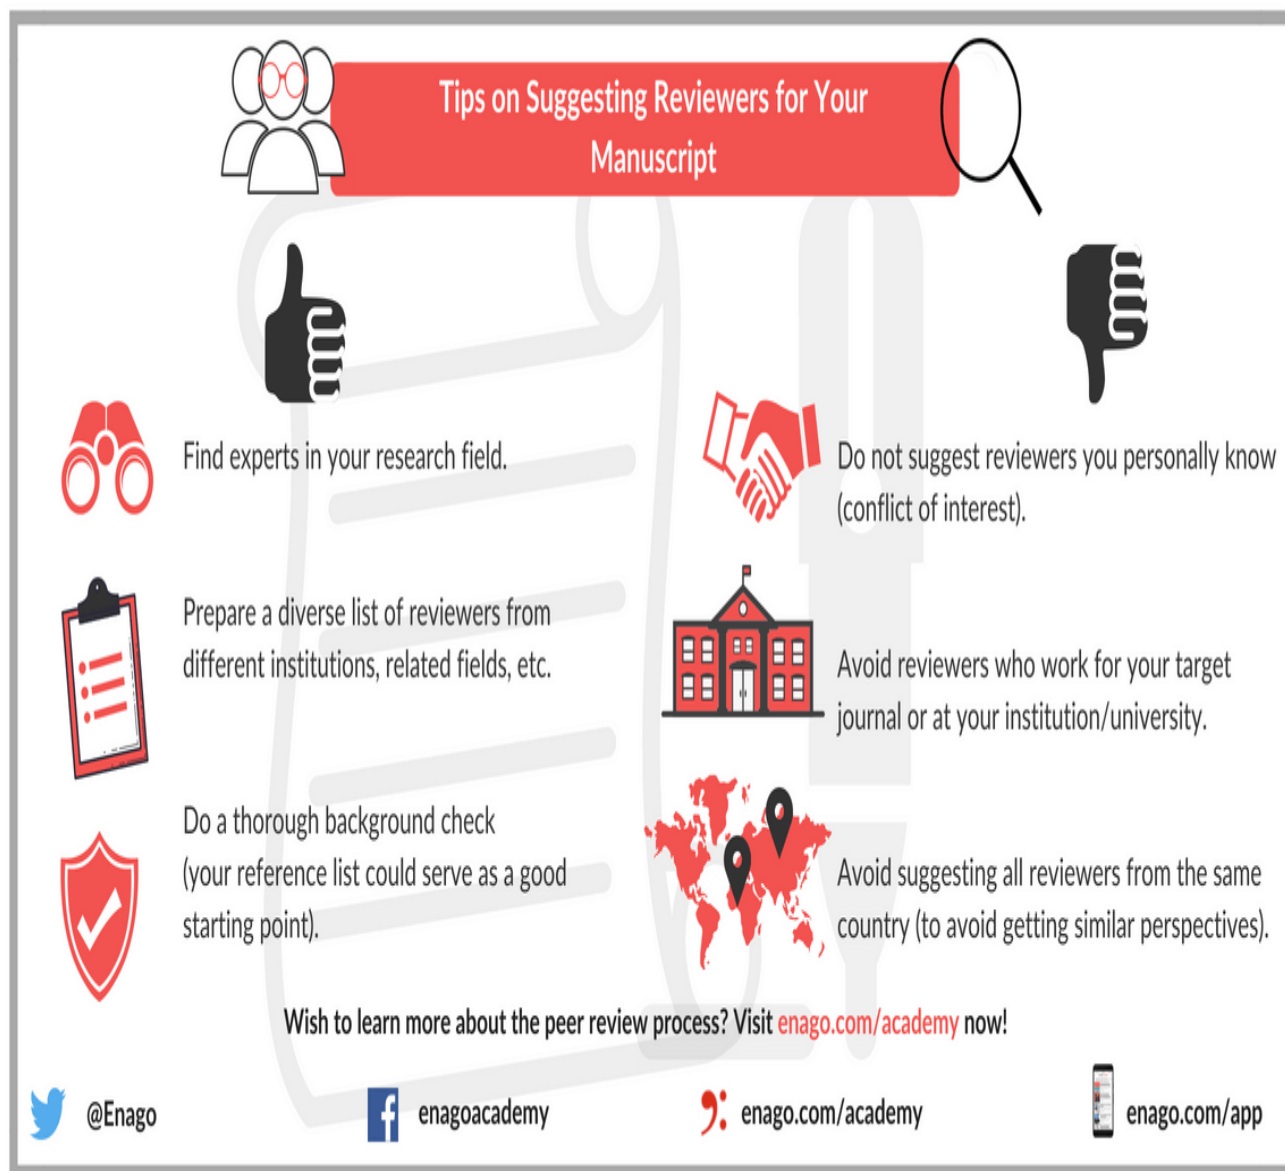 Tips on Suggesting Reviewers for Your
Manuscript
Find experts in your research field.
Prepare a diverse list of reviewers from
different institutions, related fields, etc.
Do a thorough background check
(your reference list could serve as a good
starting point).
Do not suggest reviewers you personally know
(conflict of interest).
Avoid reviewers who work for your target
journal or at your institution/university.
Avoid suggesting all reviewers from the same
country (to avoid getting similar perspectives).
Wish to learn more about the peer review process? Visit enago.com/academy now!
@Enago
enagoacademy
enago.com/academy
enago.com/app